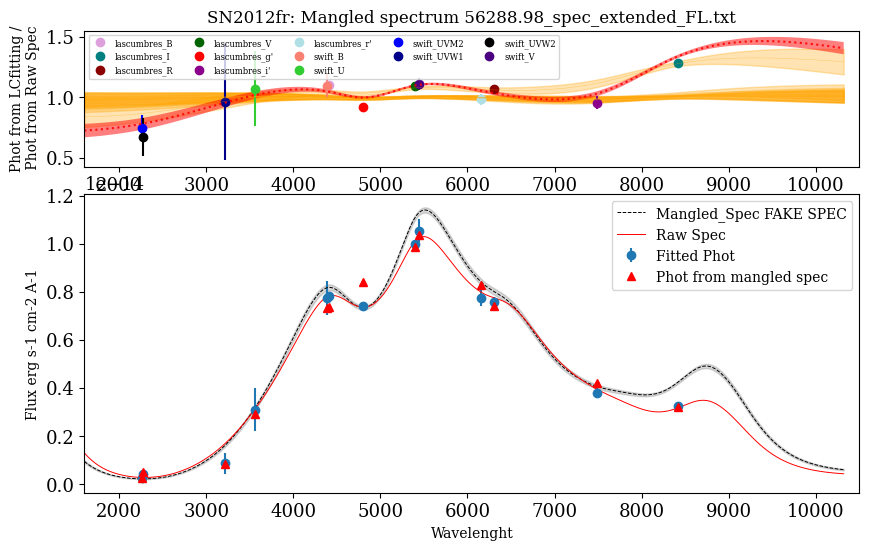 SN2012fr: Mangled spectrum 56288.98_spec_extended_FL.txt
Phot from LCfitting /
Phot from Raw Spec
1.5
1.0
0.5
lascumbres_B
lascumbres_I
lascumbres_R
lascumbres_V
lascumbres_g'
lascumbres_i'
lascumbres_r'
swift_B
swift_U
swift_UVM2
swift_UVW1
swift_UVW2
swift_V
2000 3000 4000 5000 6000 7000 8000 9000 10000
1e−14
Flux erg s-1 cm-2 A-1
1.2
1.0
0.8
0.6
0.4
0.2
0.0
Mangled_Spec FAKE SPEC
Raw Spec
Fitted Phot
Phot from mangled spec
2000 3000 4000 5000 6000 7000 8000 9000 10000
Wavelenght